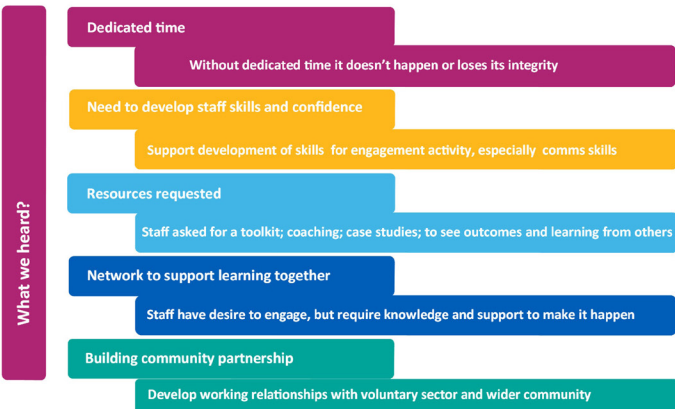 What we heard?
Dedicated time
Without dedicated time it doesn't happen or loses its integrity
Need to develop staff skills and confidence
Support development of skills for engagement activity, especially comms skills
Resources requested
Staff asked for a toolkit; coaching; case studies; to see outcomes and learning from others
Network to support learning together
Staff have desire to engage, but require knowledge and support to make it happen
Building community partnership
Develop working relationships with voluntary sector and wider community